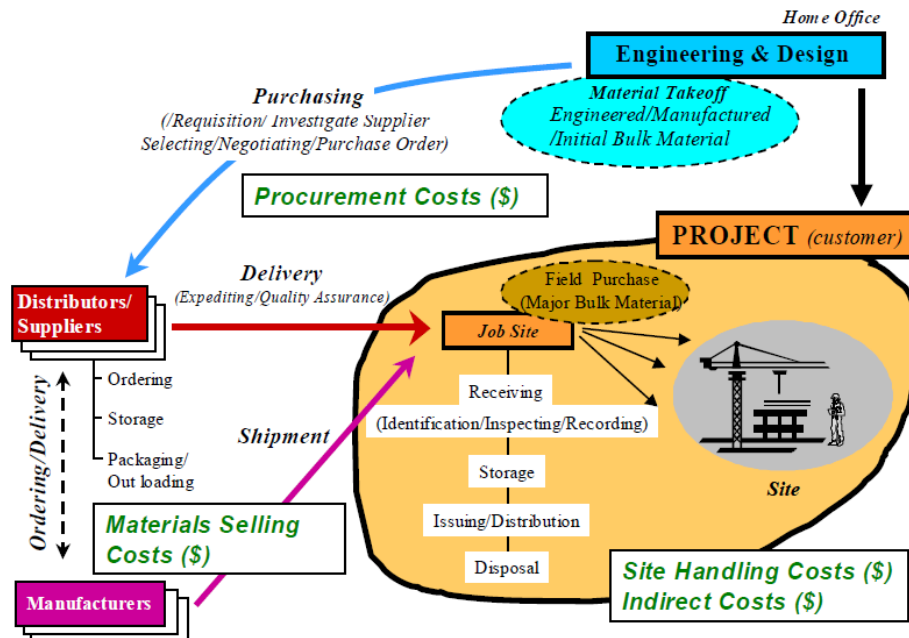 Home Office
Engineering & Design
Material Takeoff
Engineered/Manufactured
/Initial Bulk Material
Purchasing
(/Requisition/ Investigate Supplier
Selecting/Negotiating/Purchase Order)
Procurement Costs ($)
PROJECT (customer)
Delivery
(Expediting/Quality Assurance)
Field Purchase
(Major Bulk Material)
Distributors/
Suppliers
Job Site
Ordering
Storage
Packaging/
Out loading
Ordering/Delivery
Shipment
Receiving
(Identification/Inspecting/Recording)
Storage
Issuing/Distribution
Disposal
Site
Materials Selling
Costs ($)
Site Handling Costs ($)
Indirect Costs ($)
Manufacturers